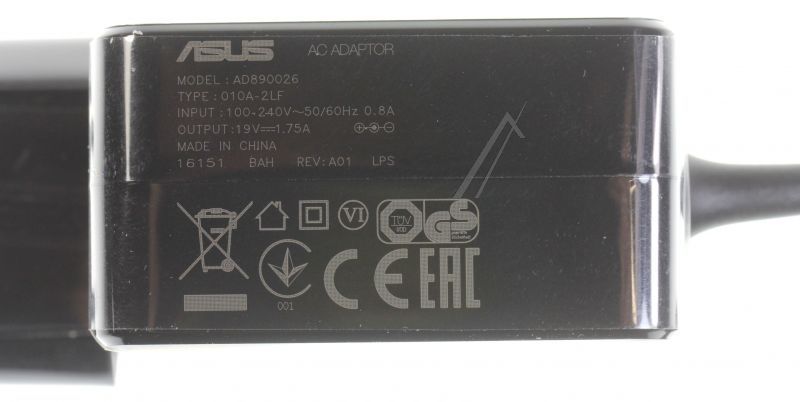 ASUS AC ADAPTOR
MODEL: AD890026
TYPE: 010A-2LF
INPUT: 100-240V~50/60Hz 0.8A
OUTPUT: 19V⎓1.75A
MADE IN CHINA
16151 BAH REV: A01 LPS
VI TÜV GS
001 CE EAC